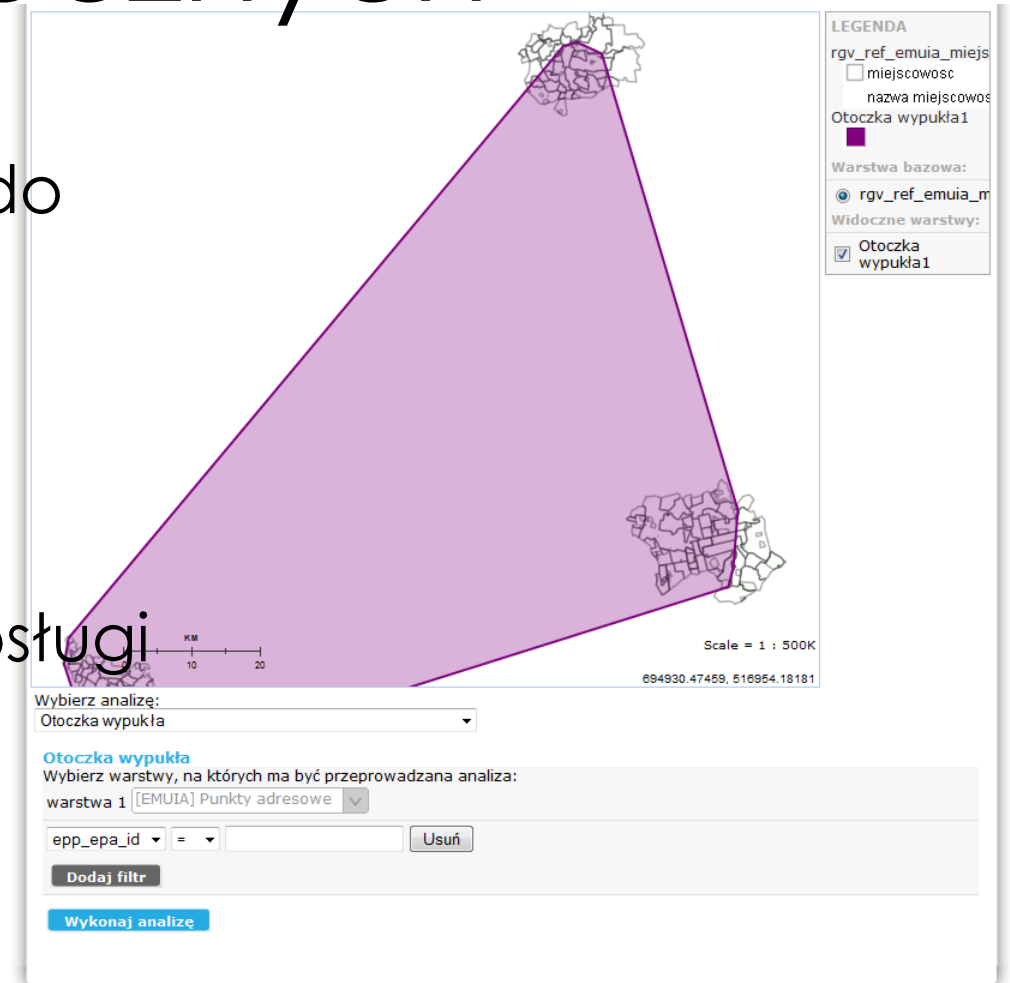 do
sługi
LEGENDA
rgv_ref_emuia_miejs
miejscowosc
nazwa miejscowos
Otoczka wypukła1
Warstwa bazowa:
rgv_ref_emuia_m
Widoczne warstwy:
Otoczka
wypukła1
KM
10
20
Scale = 1 : 500K
694930.47459, 516954.18181
Wybierz analizę:
Otoczka wypukła
Otoczka wypukła
Wybierz warstwy, na których ma być przeprowadzana analiza:
warstwa 1 [EMUIA] Punkty adresowe
epp_epa_id = Usuń
Dodaj filtr
Wykonaj analizę